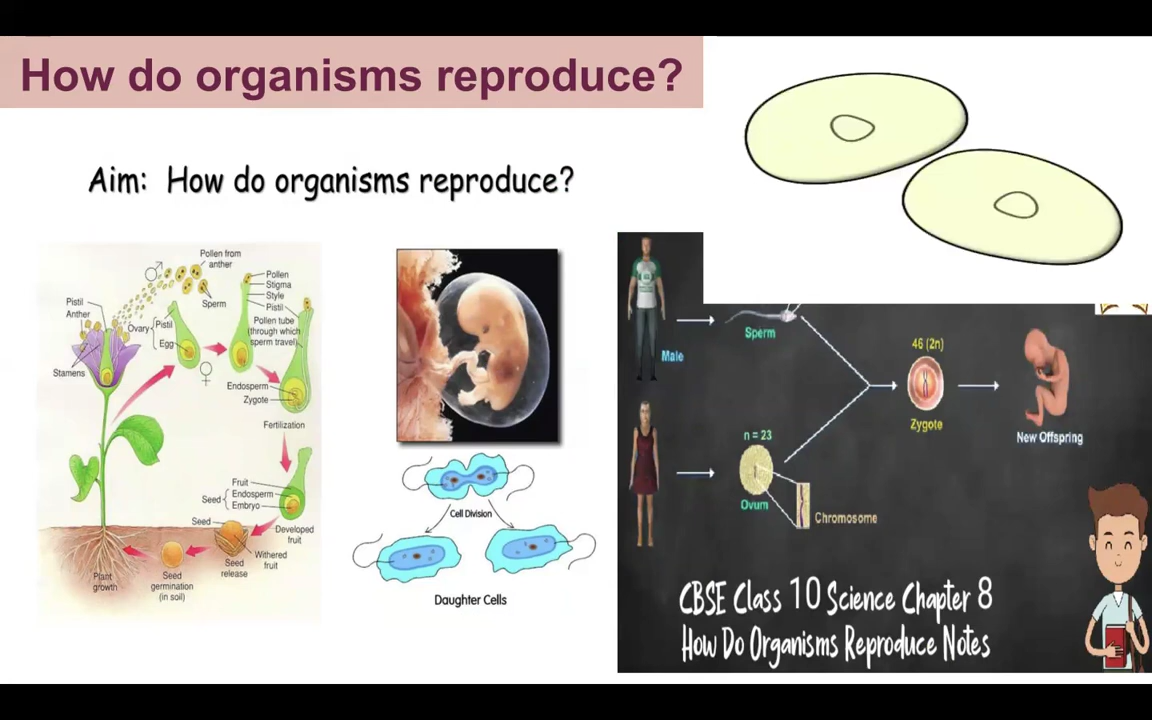 How do organisms reproduce?
Aim: How do organisms reproduce?
Pollen from
anther
Pollen
Stigma
Style
Pistil
Pollen tube
(through which
sperm travel)
Sperm
Pistil
Anther
Ovary
Pistil
Egg
Stamens
Endosperm
Zygote
Fertilization
Fruit
Seed
Endosperm
Embryo
Seed
Developed
fruit
Withered
fruit
Seed
release
Seed
germination
(in soil)
Plant
growth
Cell Division
Daughter Cells
Male
Sperm
46 (2n)
Zygote
New Offspring
n = 23
Ovum
Chromosome
CBSE Class 10 Science Chapter 8
How Do Organisms Reproduce Notes